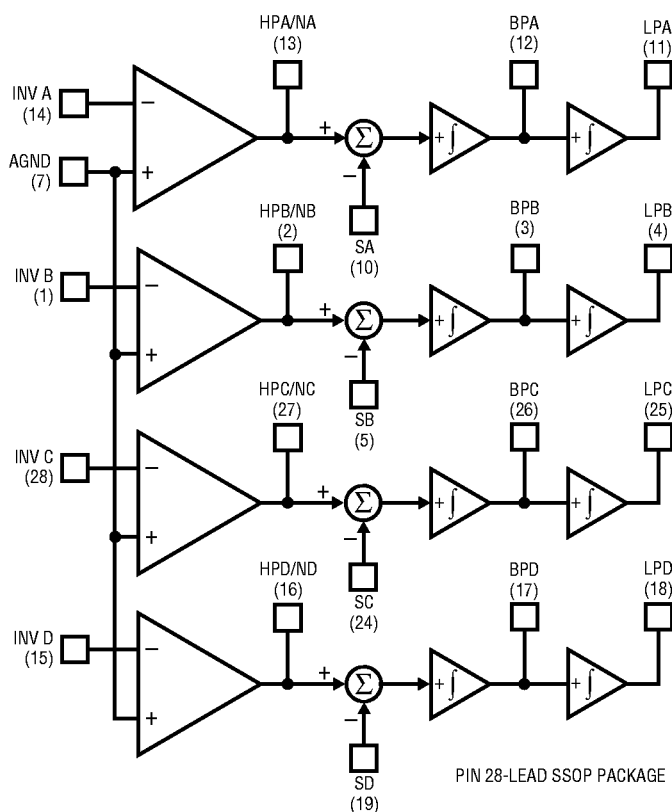 HPA/NA
(13)
BPA
(12)
LPA
(11)
INV A
(14)
−
+
Σ
+ ∫
+ ∫
AGND
(7)
+
−
SA
(10)
HPB/NB
(2)
BPB
(3)
LPB
(4)
INV B
(1)
−
+
Σ
+ ∫
+ ∫
+
−
SB
(5)
HPC/NC
(27)
BPC
(26)
LPC
(25)
INV C
(28)
−
+
Σ
+ ∫
+ ∫
+
−
SC
(24)
HPD/ND
(16)
BPD
(17)
LPD
(18)
INV D
(15)
−
+
Σ
+ ∫
+ ∫
+
−
SD
(19)
PIN 28-LEAD SSOP PACKAGE